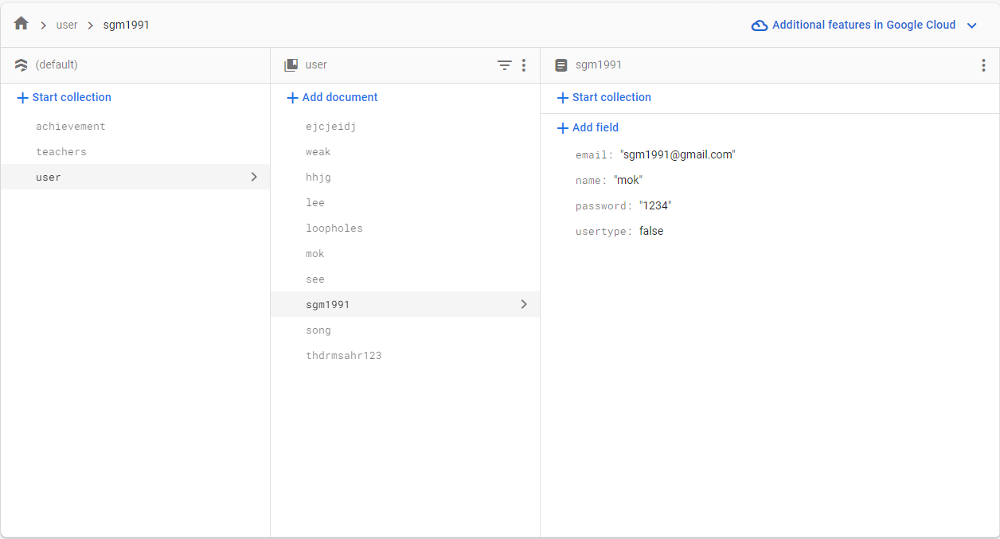 user
sgm1991
Additional features in Google Cloud
(default)
user
sgm1991
Start collection
achievement
teachers
user
Add document
ejcjeidj
weak
hhjg
lee
loopholes
mok
see
sgm1991
song
thdrmsahr123
Start collection
Add field
email: "sgm1991@gmail.com"
name: "mok"
password: "1234"
usertype: false